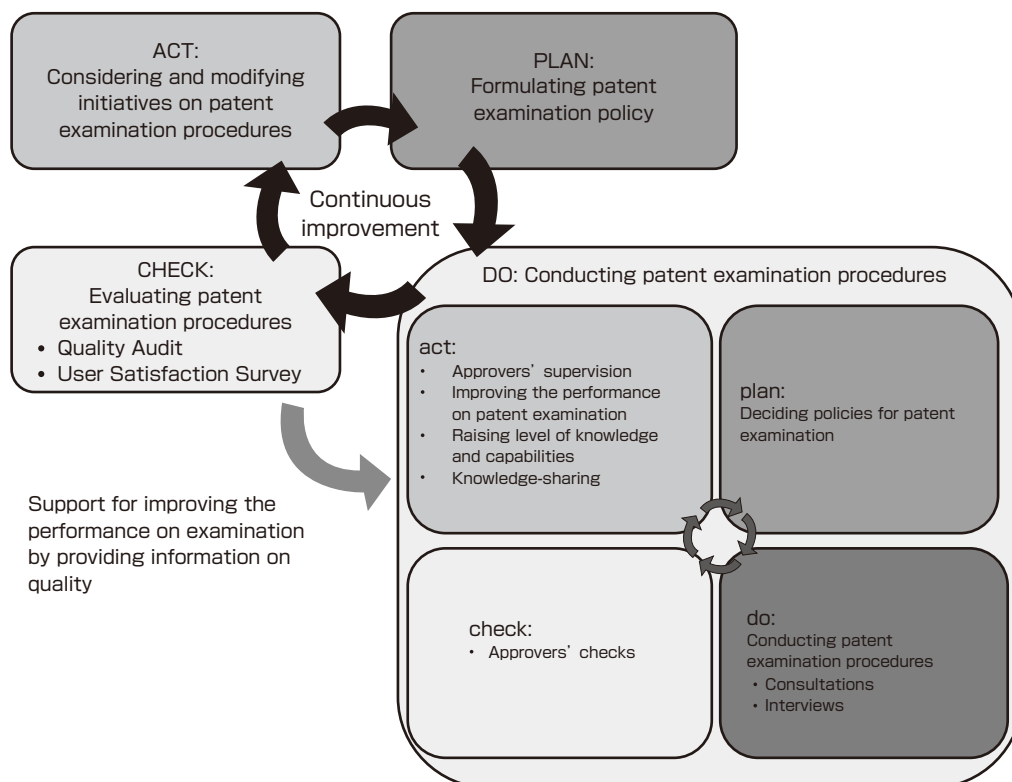 ACT:
Considering and modifying
initiatives on patent
examination procedures
PLAN:
Formulating patent
examination policy
Continuous
improvement
CHECK:
Evaluating patent
examination procedures
• Quality Audit
• User Satisfaction Survey
DO: Conducting patent examination procedures
act:
• Approvers’ supervision
• Improving the performance
on patent examination
• Raising level of knowledge
and capabilities
• Knowledge-sharing
plan:
Deciding policies for patent
examination
Support for improving the
performance on examination
by providing information on
quality
check:
• Approvers’ checks
do:
Conducting patent
examination procedures
・Consultations
・Interviews